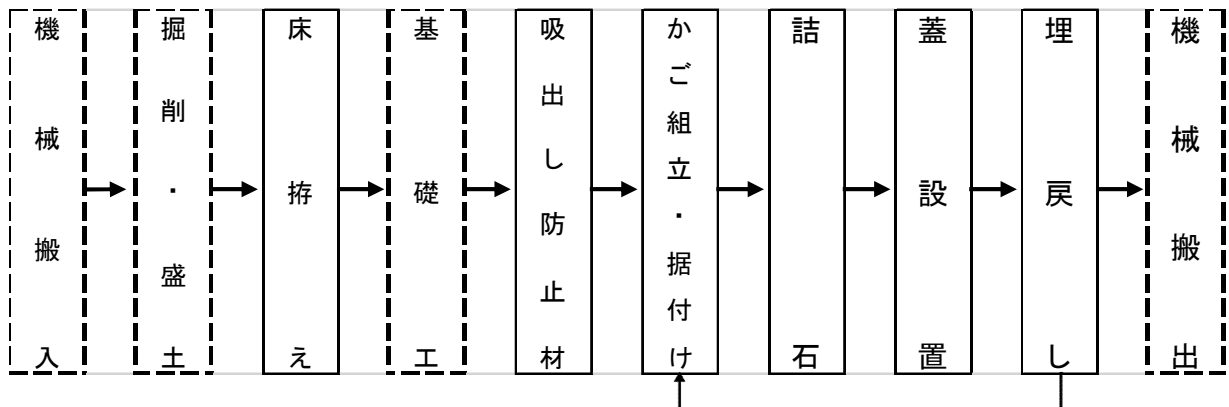 機械搬入
掘削・盛土
床拵え
基礎工
吸出し防止材
かご組立・据付け
詰石
蓋設置
埋戻し
機械搬出